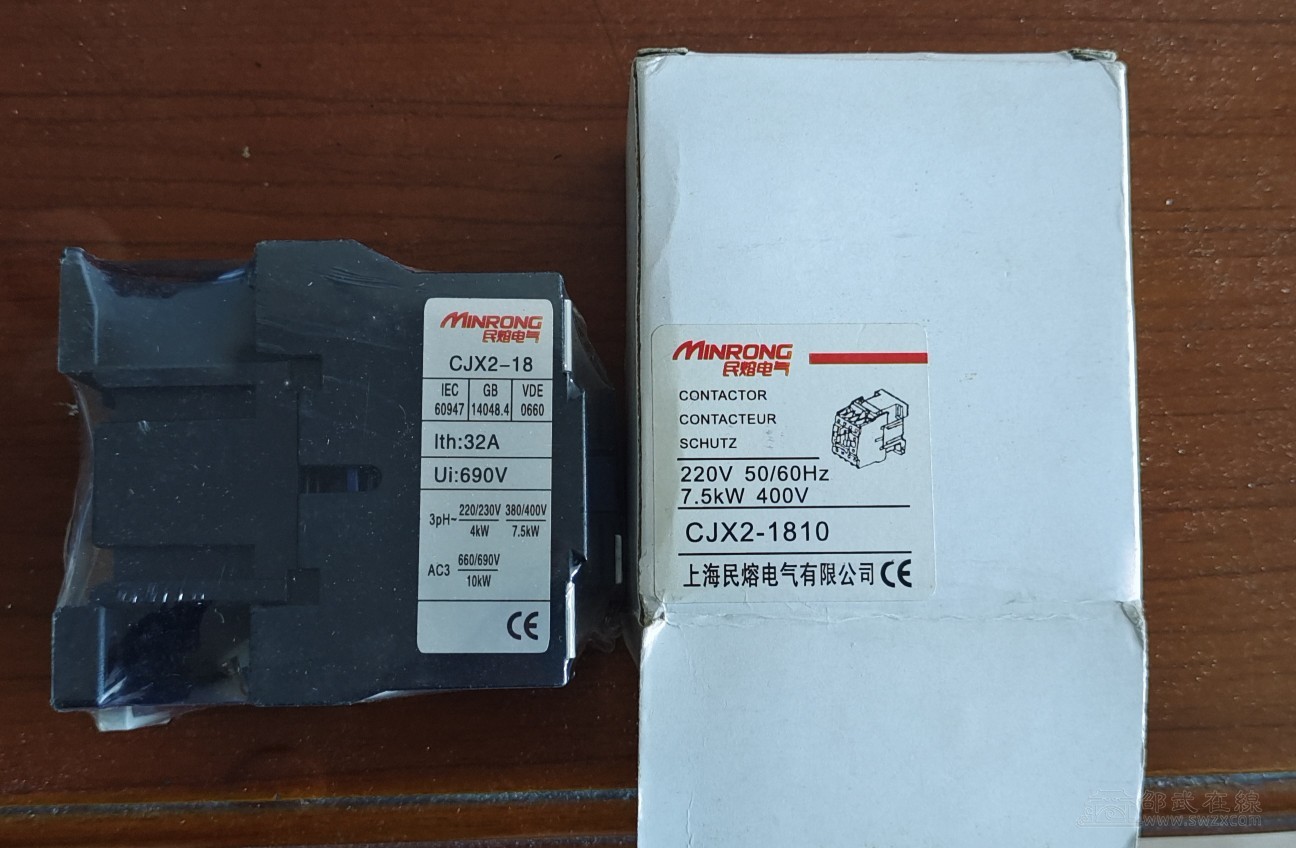 MINRONG
民熔电气
CJX2-18
IEC 60947 GB 14048.4 VDE 0660
Ith:32A
Ui:690V
3pH~ 220/230V 4kW 380/400V 7.5kW
AC3 660/690V 10kW
CE
MINRONG
民熔电气
CONTACTOR
CONTACTEUR
SCHUTZ
220V 50/60Hz
7.5kW 400V
CJX2-1810
上海民熔电气有限公司 CE
邵武在線
www.swzx.com